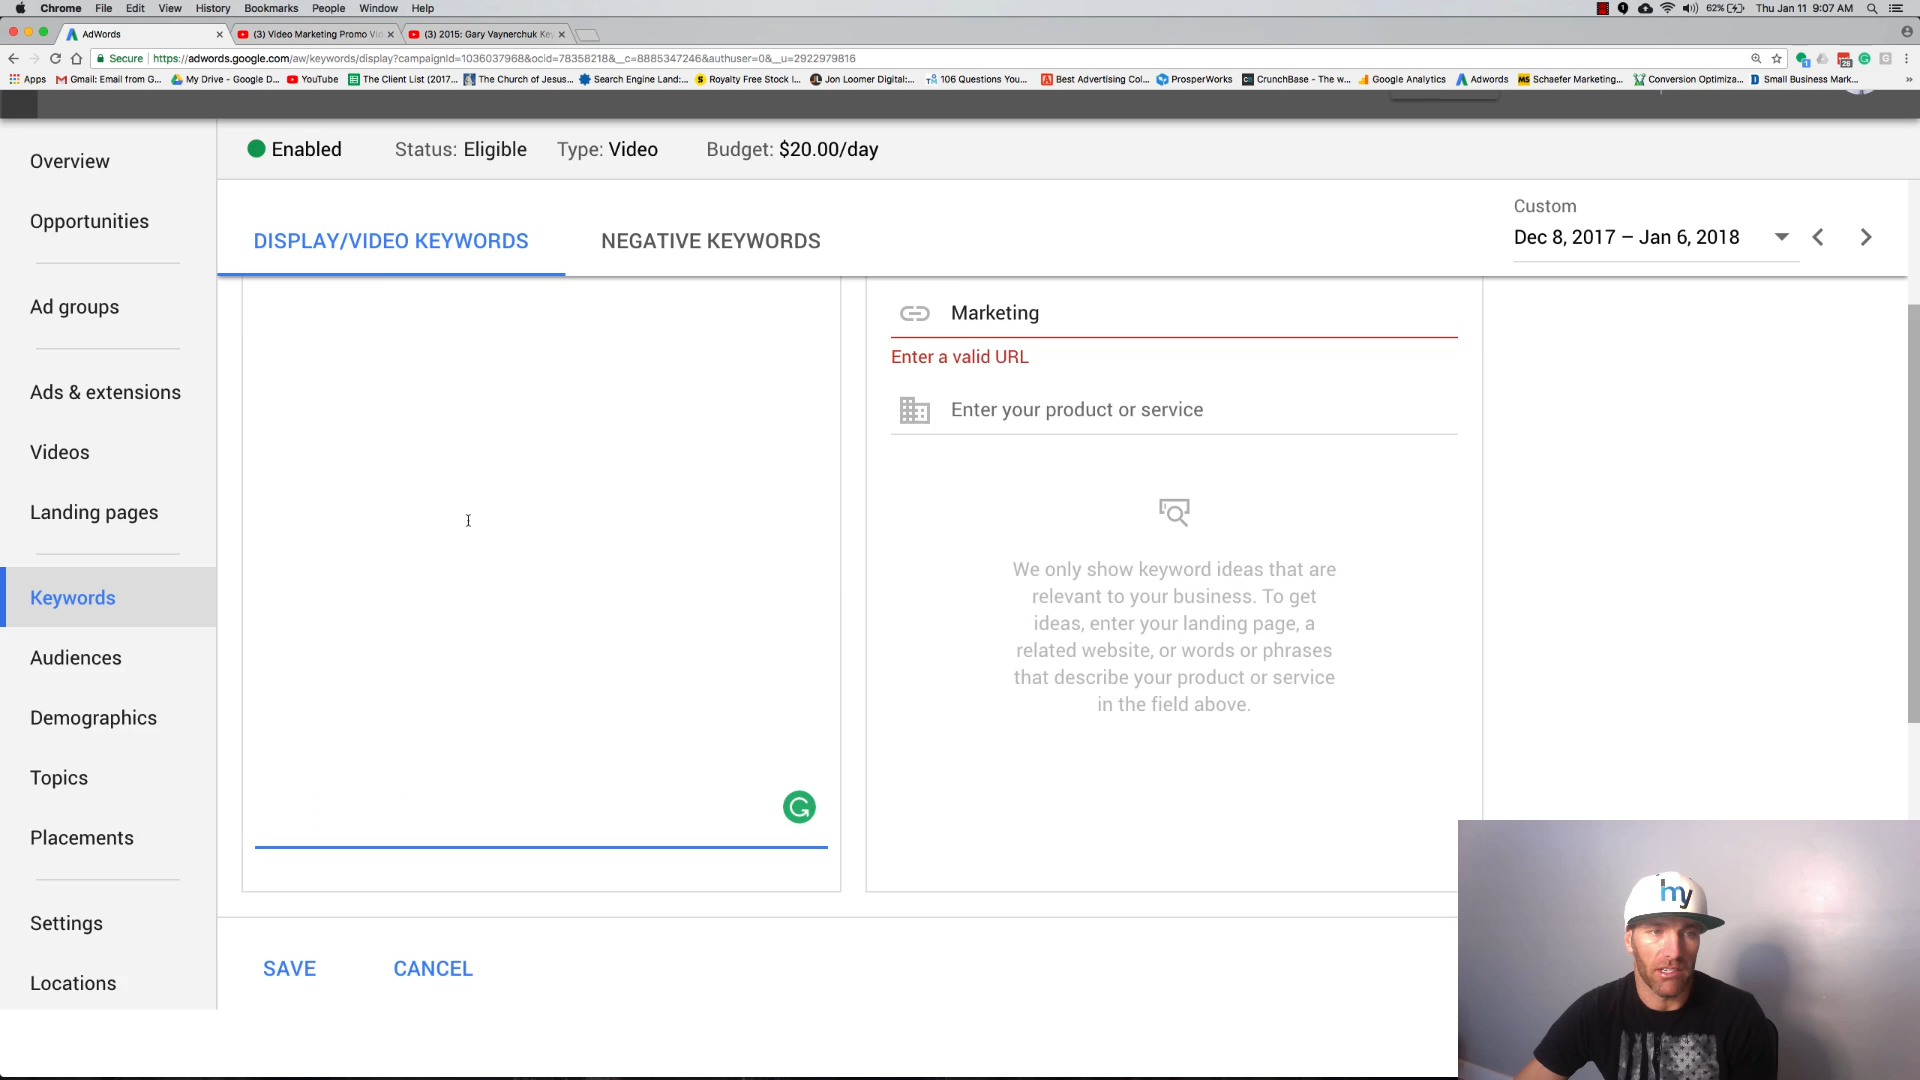 Chrome File Edit View History Bookmarks People Window Help
62% Thu Jan 11 9:07 AM
AdWords
(3) Video Marketing Promo Vi
(3) 2015: Gary Vaynerchuk Key
Secure https://adwords.google.com/aw/keywords/display?campaignId=1036037968&ocid=78358218&__c=8885347246&authuser=0&__u=2922979816
Apps Gmail: Email from G... My Drive - Google D... YouTube The Client List (2017... The Church of Jesus... Search Engine Land:... Royalty Free Stock I... Jon Loomer Digital:... 106 Questions You... Best Advertising Col... ProsperWorks CrunchBase - The w... Google Analytics Adwords Schaefer Marketing... Conversion Optimiza... Small Business Mark... »
Enabled Status: Eligible Type: Video Budget: $20.00/day
Overview
Opportunities
Ad groups
Ads & extensions
Videos
Landing pages
Keywords
Audiences
Demographics
Topics
Placements
Settings
Locations
DISPLAY/VIDEO KEYWORDS
NEGATIVE KEYWORDS
Custom
Dec 8, 2017 – Jan 6, 2018
Marketing
Enter a valid URL
Enter your product or service
We only show keyword ideas that are
relevant to your business. To get
ideas, enter your landing page, a
related website, or words or phrases
that describe your product or service
in the field above.
SAVE
CANCEL
my